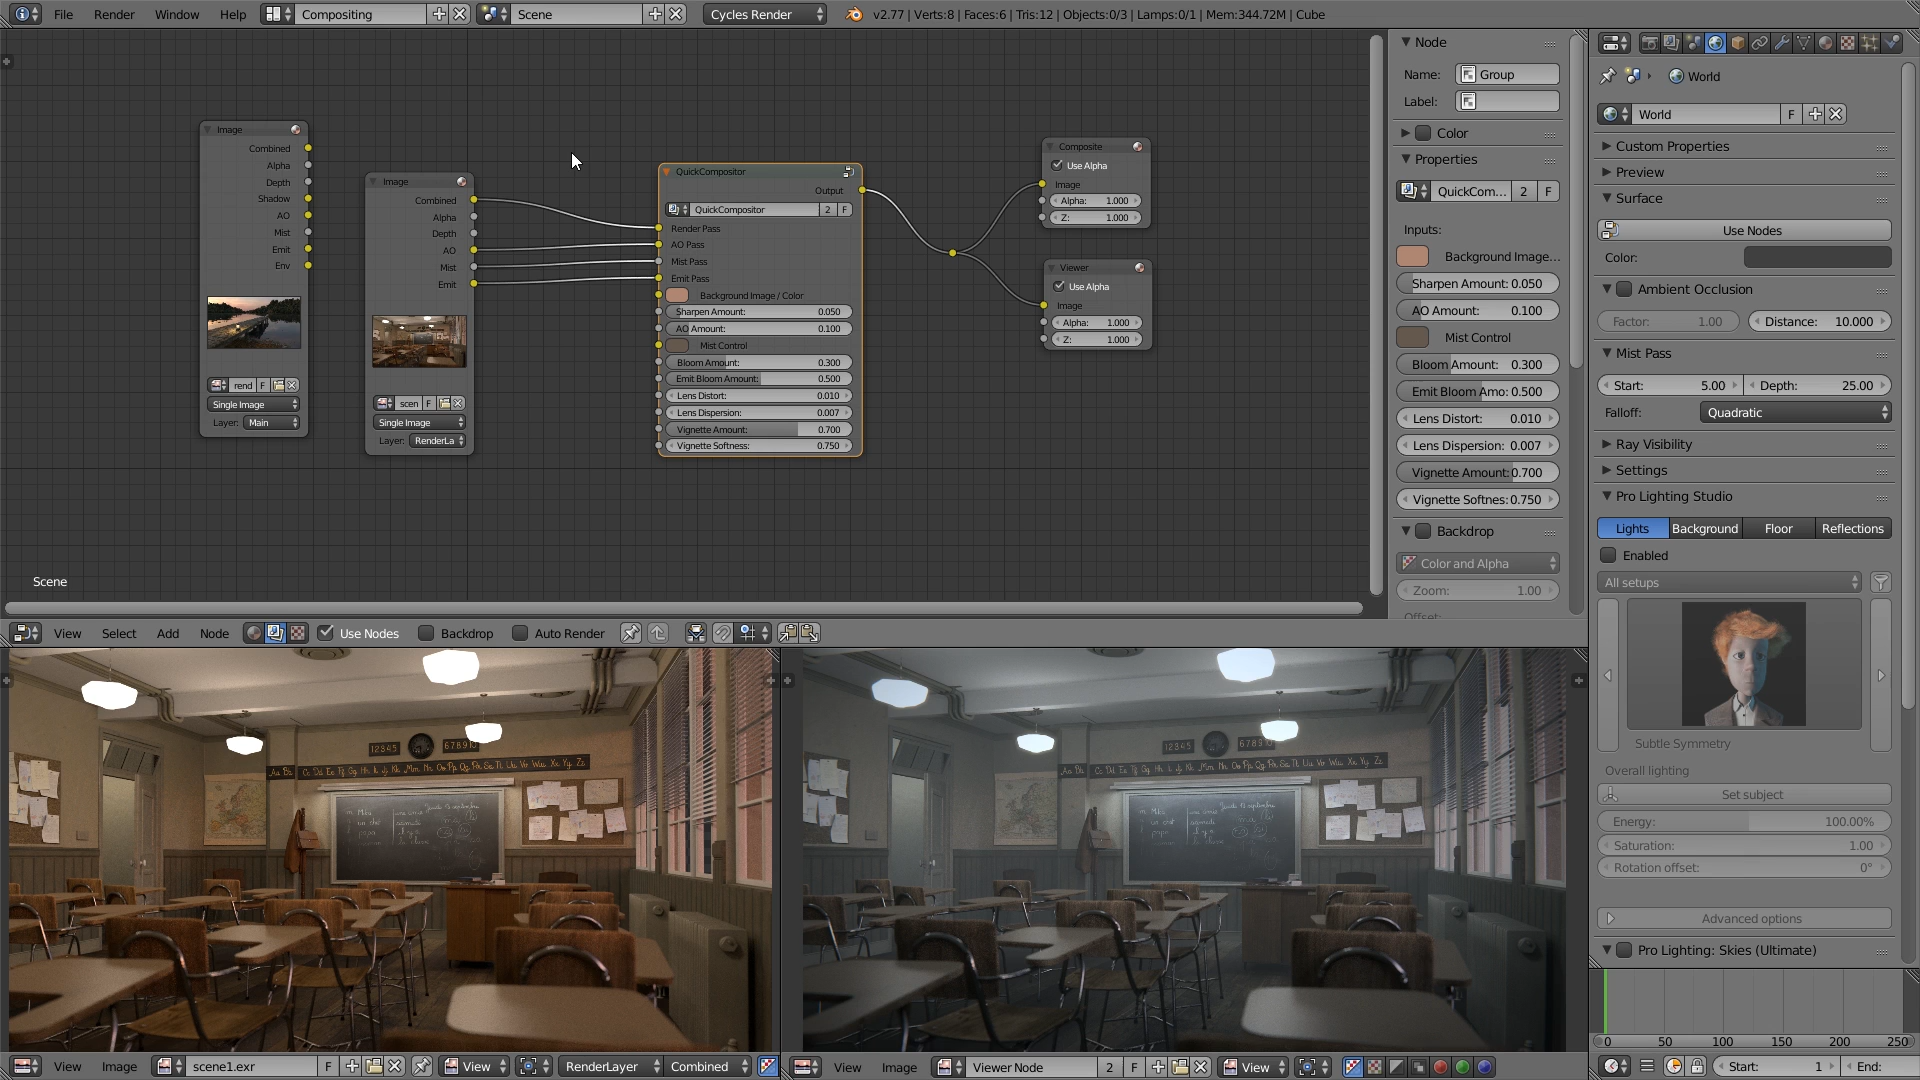 File Render Window Help Compositing Scene Cycles Render v2.77 | Verts:8 | Faces:6 | Tris:12 | Objects:0/3 | Lamps:0/1 | Mem:344.72M | Cube
Image
Combined
Alpha
Depth
Shadow
AO
Mist
Emit
Env
rend F
Single Image
Layer: Main
Image
Combined
Alpha
Depth
AO
Mist
Emit
scen F
Single Image
Layer: RenderLa
QuickCompositor
Output
QuickCompositor 2 F
Render Pass
AO Pass
Mist Pass
Emit Pass
Background Image / Color
Sharpen Amount: 0.050
AO Amount: 0.100
Mist Control
Bloom Amount: 0.300
Emit Bloom Amount: 0.500
Lens Distort: 0.010
Lens Dispersion: 0.007
Vignette Amount: 0.700
Vignette Softness: 0.750
Composite
Use Alpha
Image
Alpha: 1.000
Z: 1.000
Viewer
Use Alpha
Image
Alpha: 1.000
Z: 1.000
Scene
Node
Name: Group
Label:
Color
Properties
QuickCom... 2 F
Inputs:
Background Image...
Sharpen Amount: 0.050
AO Amount: 0.100
Mist Control
Bloom Amount: 0.300
Emit Bloom Amo: 0.500
Lens Distort: 0.010
Lens Dispersion: 0.007
Vignette Amount: 0.700
Vignette Softnes: 0.750
Backdrop
Color and Alpha
Zoom: 1.00
Offset:
World
World F
Custom Properties
Preview
Surface
Use Nodes
Color:
Ambient Occlusion
Factor: 1.00 Distance: 10.000
Mist Pass
Start: 5.00 Depth: 25.00
Falloff: Quadratic
Ray Visibility
Settings
Pro Lighting Studio
Lights Background Floor Reflections
Enabled
All setups
Subtle Symmetry
Overall lighting
Set subject
Energy: 100.00%
Saturation: 1.00
Rotation offset: 0°
Advanced options
Pro Lighting: Skies (Ultimate)
0 50 100 150 200 250
Start: 1 End:
View Select Add Node Use Nodes Backdrop Auto Render
12345 678910
12345 678910
View Image scene1.exr F View RenderLayer Combined
View Image Viewer Node 2 F View